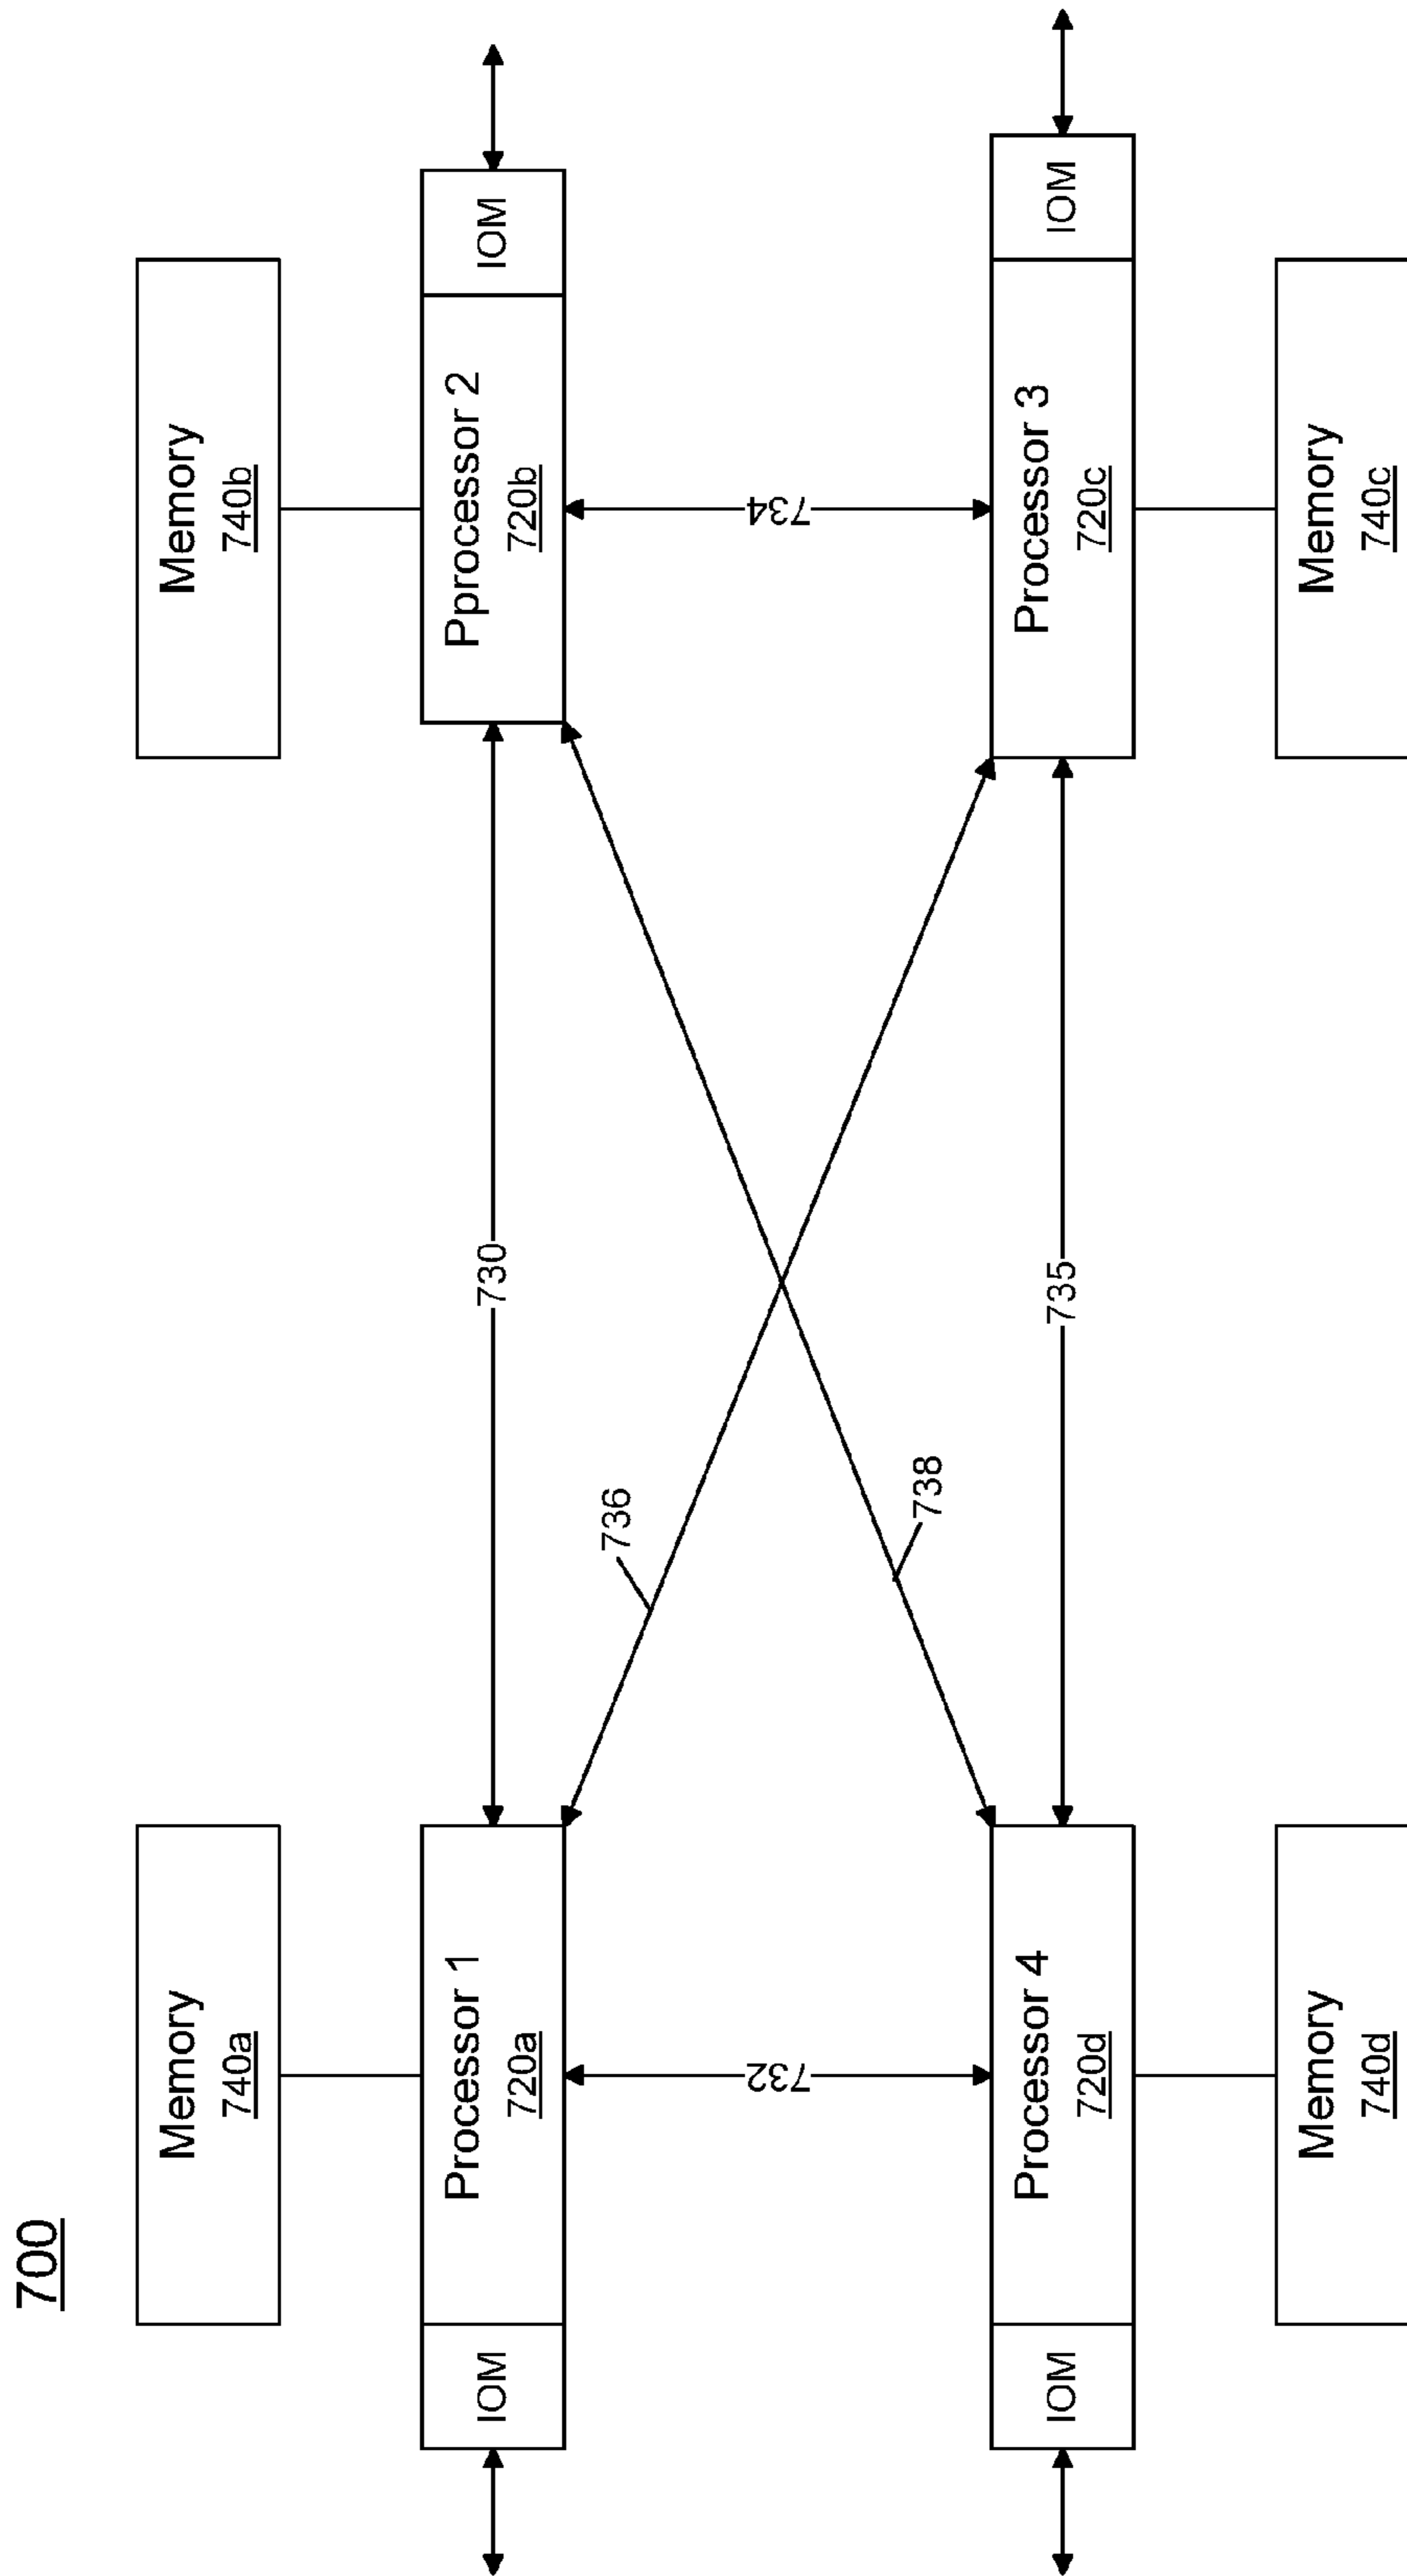 700
Memory
740a
Memory
740b
IOM
Processor 1
720a
730
Pprocessor 2
720b
IOM
736
732
734
738
IOM
Processor 4
720d
735
Processor 3
720c
IOM
Memory
740d
Memory
740c